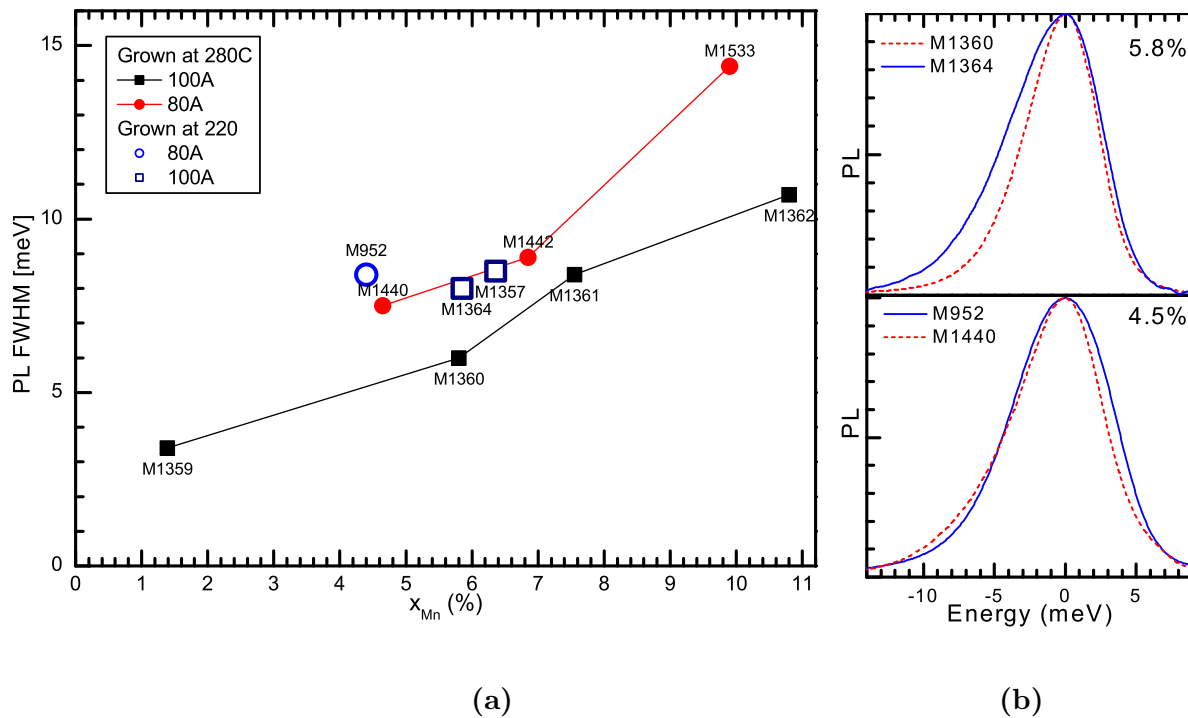 15
10
5
0
PL FWHM [meV]
Grown at 280C
100A
80A
Grown at 220
80A
100A
M1533
M1362
M952
M1442
M1440
M1364
M1357
M1361
M1360
M1359
0 1 2 3 4 5 6 7 8 9 10 11
xMn (%)
(a)
M1360
M1364
5.8%
PL
M952
M1440
4.5%
PL
-10 -5 0 5
Energy (meV)
(b)